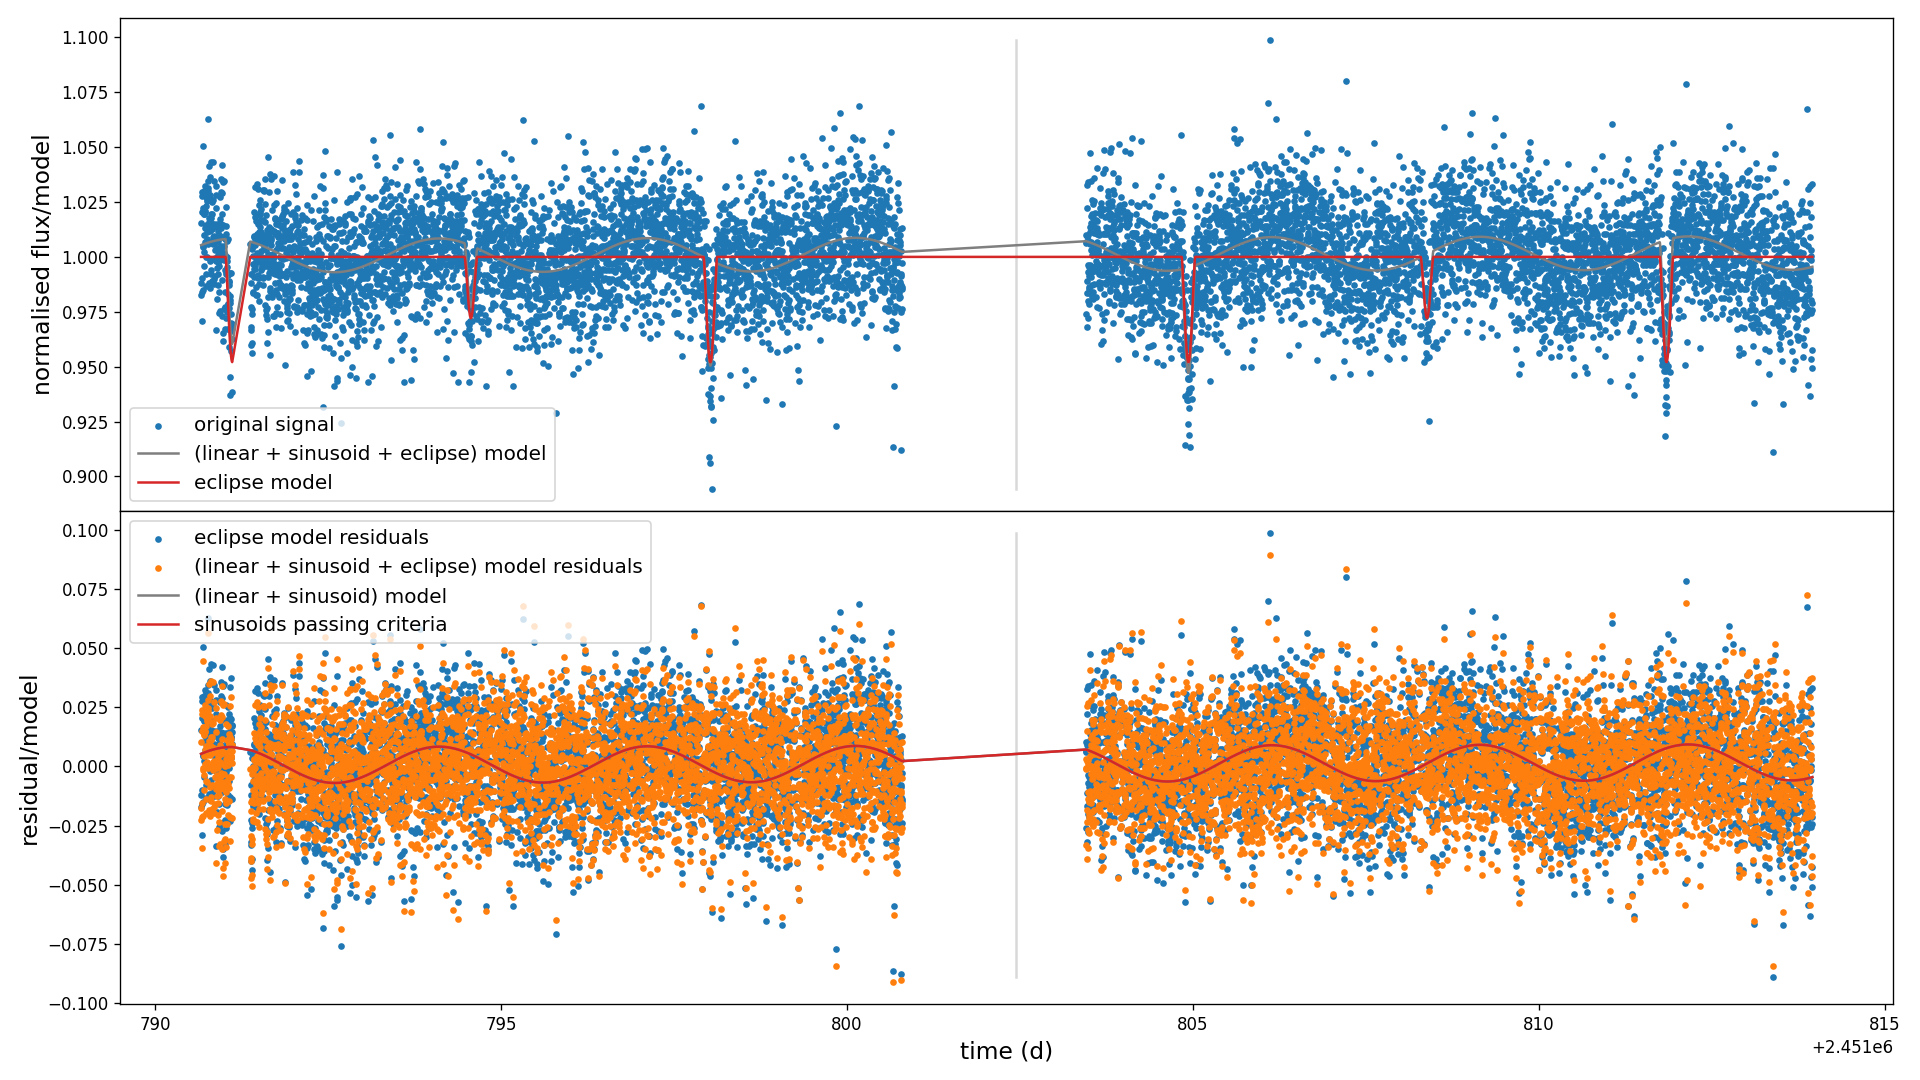 1.100
1.075
1.050
1.025
1.000
0.975
0.950
0.925
0.900
normalised flux/model
original signal
(linear + sinusoid + eclipse) model
eclipse model
0.100
0.075
0.050
0.025
0.000
−0.025
−0.050
−0.075
−0.100
residual/model
eclipse model residuals
(linear + sinusoid + eclipse) model residuals
(linear + sinusoid) model
sinusoids passing criteria
790 795 800 805 810 815
time (d)
+2.451e6